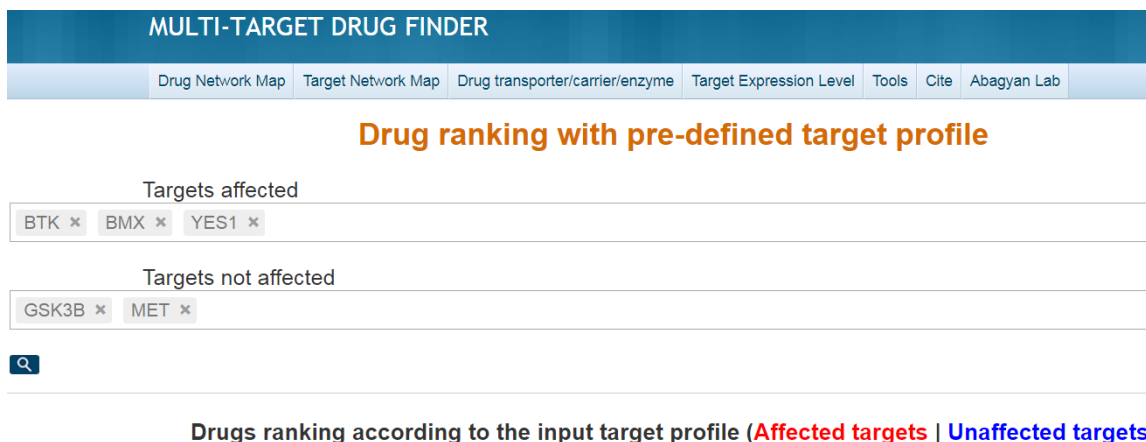 MULTI-TARGET DRUG FINDER
Drug Network Map Target Network Map Drug transporter/carrier/enzyme Target Expression Level Tools Cite Abagyan Lab
Drug ranking with pre-defined target profile
Targets affected
BTK × BMX × YES1 ×
Targets not affected
GSK3B × MET ×
Drugs ranking according to the input target profile (Affected targets | Unaffected targets